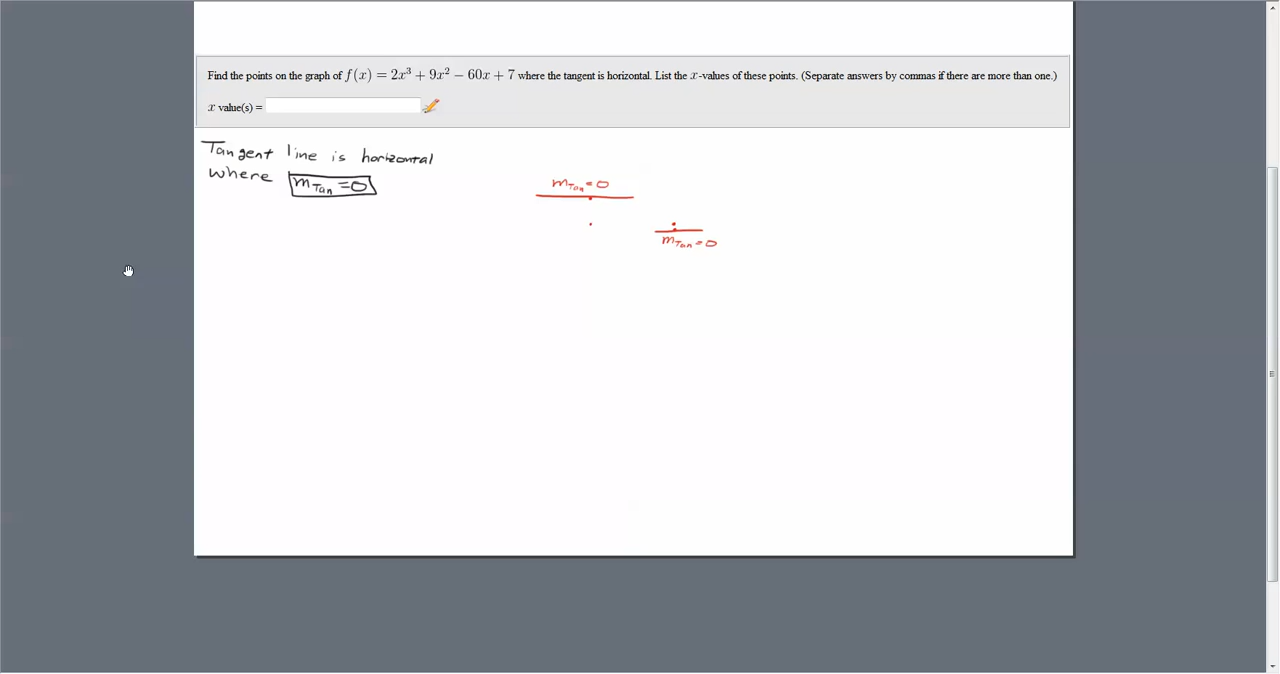 Find the points on the graph of f(x) = 2x³ + 9x² − 60x + 7 where the tangent is horizontal. List the x-values of these points. (Separate answers by commas if there are more than one.)
x value(s) =
Tangent line is horizontal
where m_Tan = 0
m_Tan = 0
m_Tan = 0